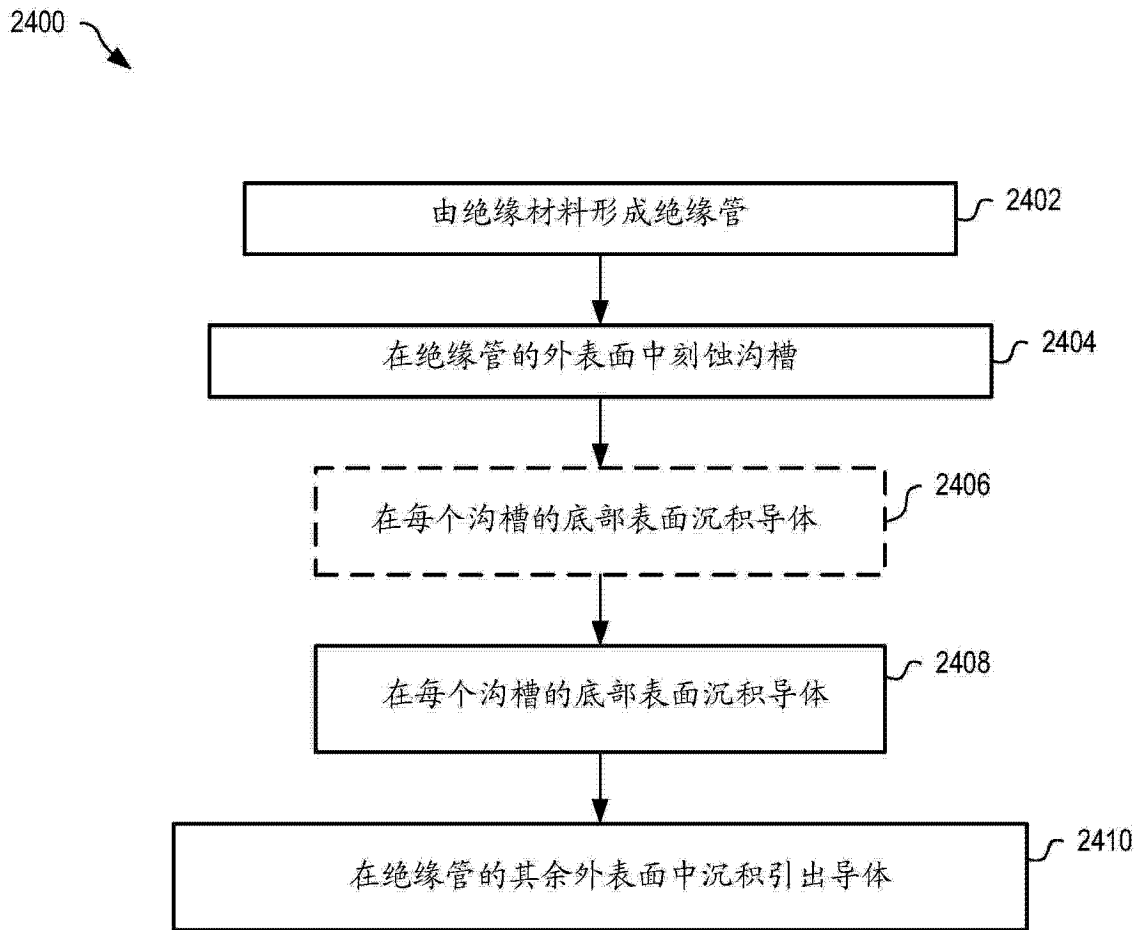 2400
由绝缘材料形成绝缘管
2402
在绝缘管的外表面中刻蚀沟槽
2404
在每个沟槽的底部表面沉积导体
2406
在每个沟槽的底部表面沉积导体
2408
在绝缘管的其余外表面中沉积引出导体
2410